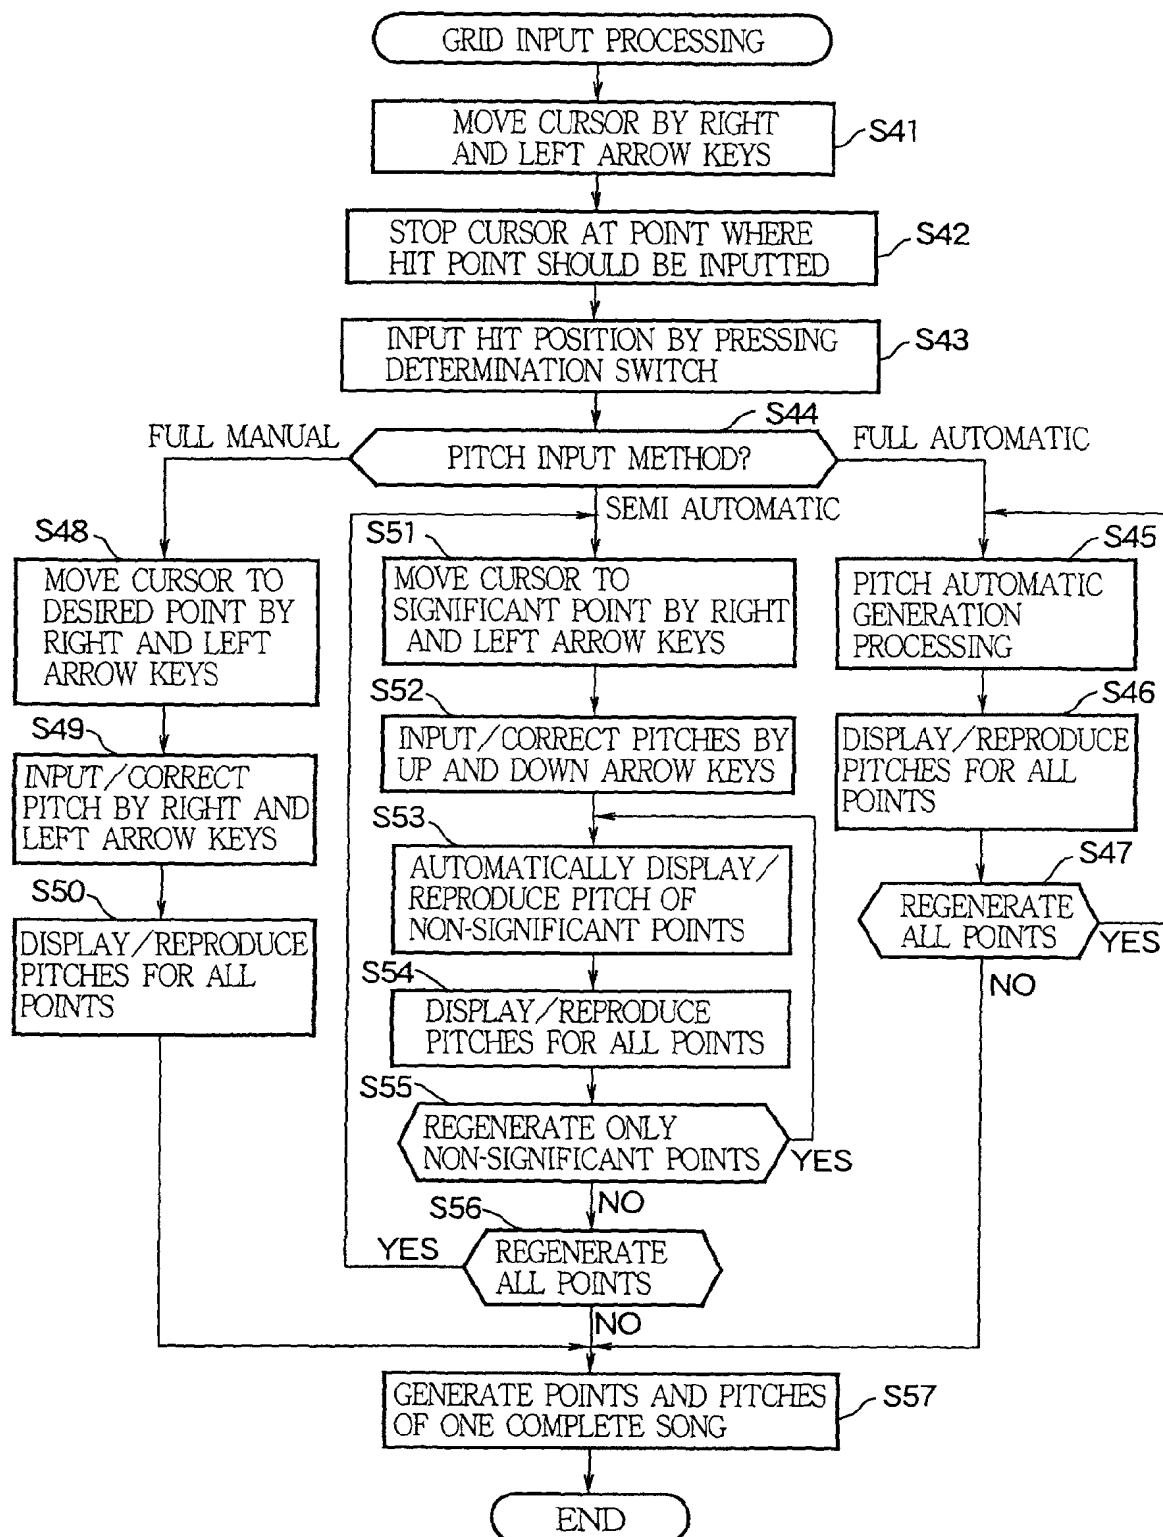 GRID INPUT PROCESSING
MOVE CURSOR BY RIGHT
AND LEFT ARROW KEYS
S41
STOP CURSOR AT POINT WHERE
HIT POINT SHOULD BE INPUTTED
S42
INPUT HIT POSITION BY PRESSING
DETERMINATION SWITCH
S43
S44
PITCH INPUT METHOD?
FULL MANUAL
FULL AUTOMATIC
SEMI AUTOMATIC
S48
MOVE CURSOR TO
DESIRED POINT BY
RIGHT AND LEFT
ARROW KEYS
S49
INPUT/CORRECT
PITCH BY RIGHT AND
LEFT ARROW KEYS
S50
DISPLAY/REPRODUCE
PITCHES FOR ALL
POINTS
S51
MOVE CURSOR TO
SIGNIFICANT POINT BY RIGHT
AND LEFT ARROW KEYS
S52
INPUT/CORRECT PITCHES BY
UP AND DOWN ARROW KEYS
S53
AUTOMATICALLY DISPLAY/
REPRODUCE PITCH OF
NON-SIGNIFICANT POINTS
S54
DISPLAY/REPRODUCE
PITCHES FOR ALL POINTS
S55
REGENERATE ONLY
NON-SIGNIFICANT POINTS
YES
NO
S56
REGENERATE
ALL POINTS
YES
NO
S45
PITCH AUTOMATIC
GENERATION
PROCESSING
S46
DISPLAY/REPRODUCE
PITCHES FOR ALL
POINTS
S47
REGENERATE
ALL POINTS
YES
NO
GENERATE POINTS AND PITCHES
OF ONE COMPLETE SONG
S57
END